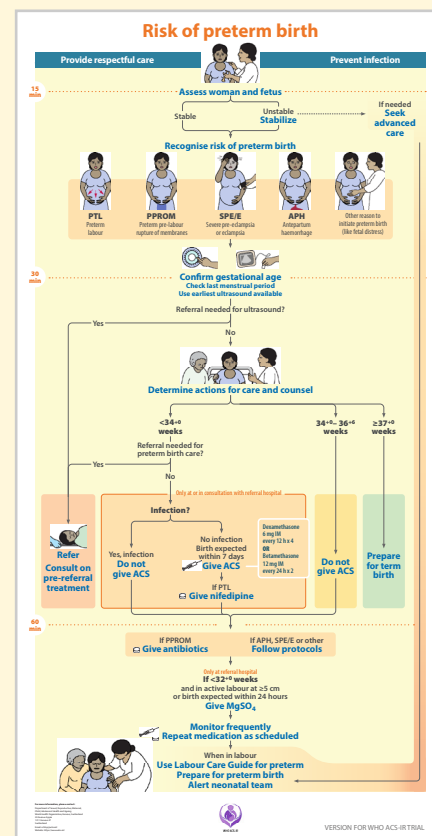 Risk of preterm birth
Provide respectful care
Prevent infection
15
min
Assess woman and fetus
Stable
Unstable
Stabilize
If needed
Seek
advanced
care
Recognise risk of preterm birth
PTL
Preterm
labour
PPROM
Preterm pre-labour
rupture of membranes
SPE/E
Severe pre-eclampsia
or eclampsia
APH
Antepartum
haemorrhage
Other reason to
initiate preterm birth
(like fetal distress)
30
min
Confirm gestational age
Check last menstrual period
Use earliest ultrasound available
Referral needed for ultrasound?
Yes
No
Determine actions for care and counsel
<34+0
weeks
34+0– 36+6
weeks
≥37+0
weeks
Referral needed for
preterm birth care?
Yes
No
Only at or in consultation with referral hospital
Infection?
Yes, infection
Do not
give ACS
No infection
Birth expected
within 7 days
Give ACS
Dexamethasone
6 mg IM
every 12 h x 4
OR
Betamethasone
12 mg IM
every 24 h x 2
If PTL
Give nifedipine
Refer
Consult on
pre-referral
treatment
Do not
give ACS
Prepare
for term
birth
60
min
If PPROM
Give antibiotics
If APH, SPE/E or other
Follow protocols
Only at referral hospital
If <32+0 weeks
and in active labour at ≥5 cm
or birth expected within 24 hours
Give MgSO4
Monitor frequently
Repeat medication as scheduled
When in labour
Use Labour Care Guide for preterm
Prepare for preterm birth
Alert neonatal team
VERSION FOR WHO ACS-IR TRIAL